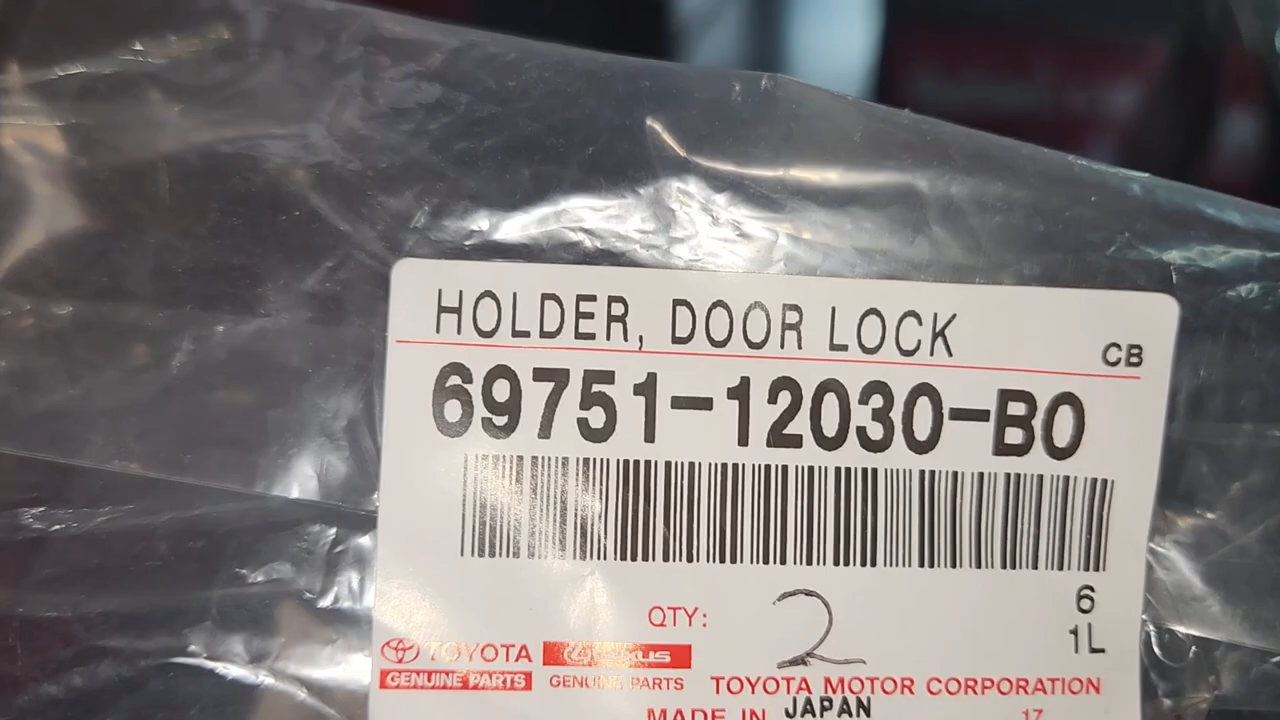 HOLDER, DOOR LOCK
CB
69751-12030-B0
6
QTY: 2
1L
TOYOTA LEXUS
GENUINE PARTS GENUINE PARTS TOYOTA MOTOR CORPORATION
MADE IN JAPAN 17